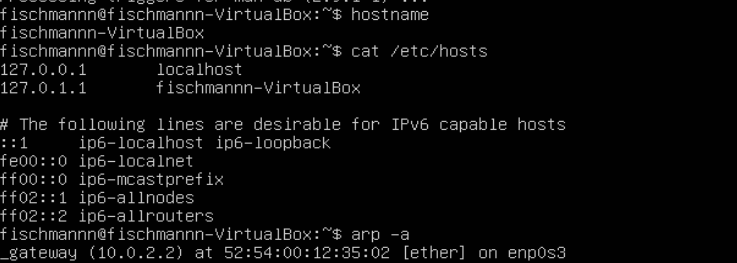 fischmannn@fischmannn-VirtualBox:~$ hostname
fischmannn-VirtualBox
fischmannn@fischmannn-VirtualBox:~$ cat /etc/hosts
127.0.0.1 localhost
127.0.1.1 fischmannn-VirtualBox
# The following lines are desirable for IPv6 capable hosts
::1 ip6-localhost ip6-loopback
fe00::0 ip6-localnet
ff00::0 ip6-mcastprefix
ff02::1 ip6-allnodes
ff02::2 ip6-allrouters
fischmannn@fischmannn-VirtualBox:~$ arp -a
_gateway (10.0.2.2) at 52:54:00:12:35:02 [ether] on enp0s3